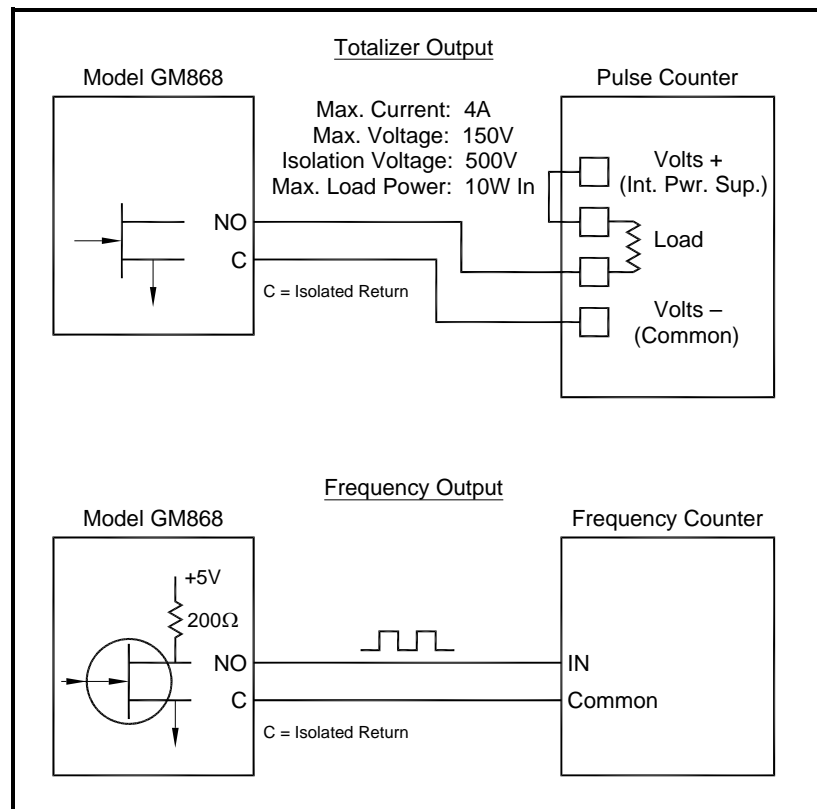 Totalizer Output
Model GM868
Pulse Counter
Max. Current: 4A
Max. Voltage: 150V
Isolation Voltage: 500V
Max. Load Power: 10W In
Volts +
(Int. Pwr. Sup.)
NO
Load
C
C = Isolated Return
Volts –
(Common)
Frequency Output
Model GM868
Frequency Counter
+5V
200Ω
NO
IN
C
Common
C = Isolated Return